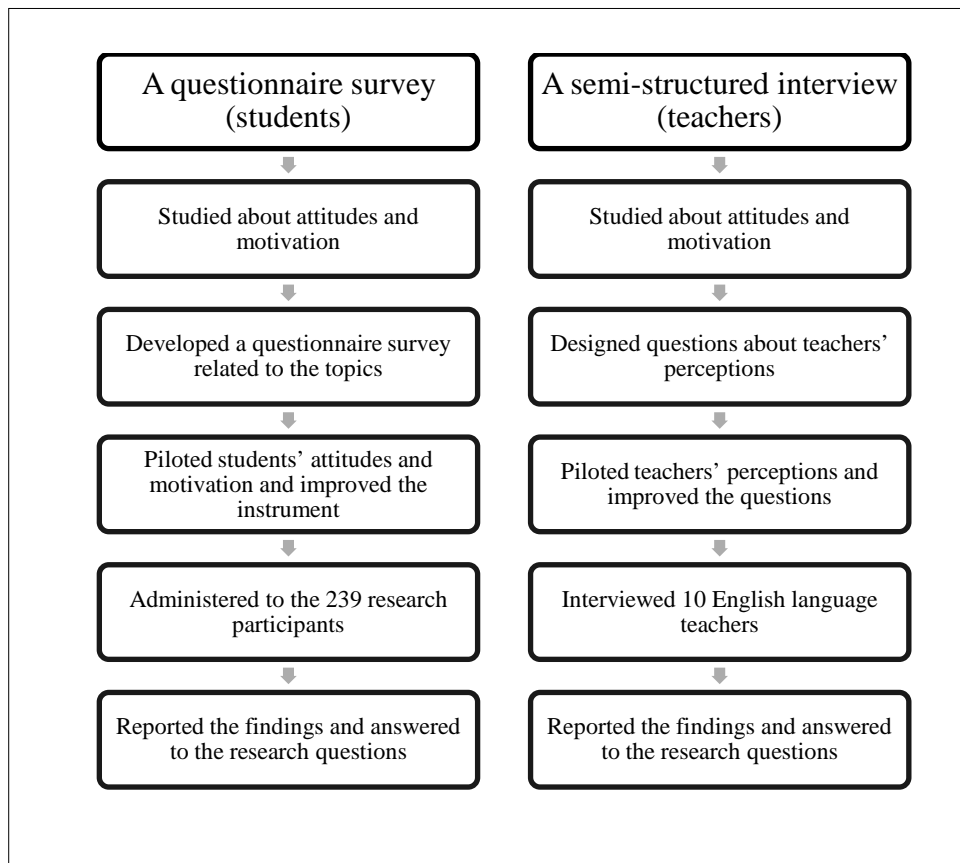 A questionnaire survey
(students)
Studied about attitudes and
motivation
Developed a questionnaire survey
related to the topics
Piloted students’ attitudes and
motivation and improved the
instrument
Administered to the 239 research
participants
Reported the findings and answered
to the research questions
A semi-structured interview
(teachers)
Studied about attitudes and
motivation
Designed questions about teachers’
perceptions
Piloted teachers’ perceptions and
improved the questions
Interviewed 10 English language
teachers
Reported the findings and answered
to the research questions